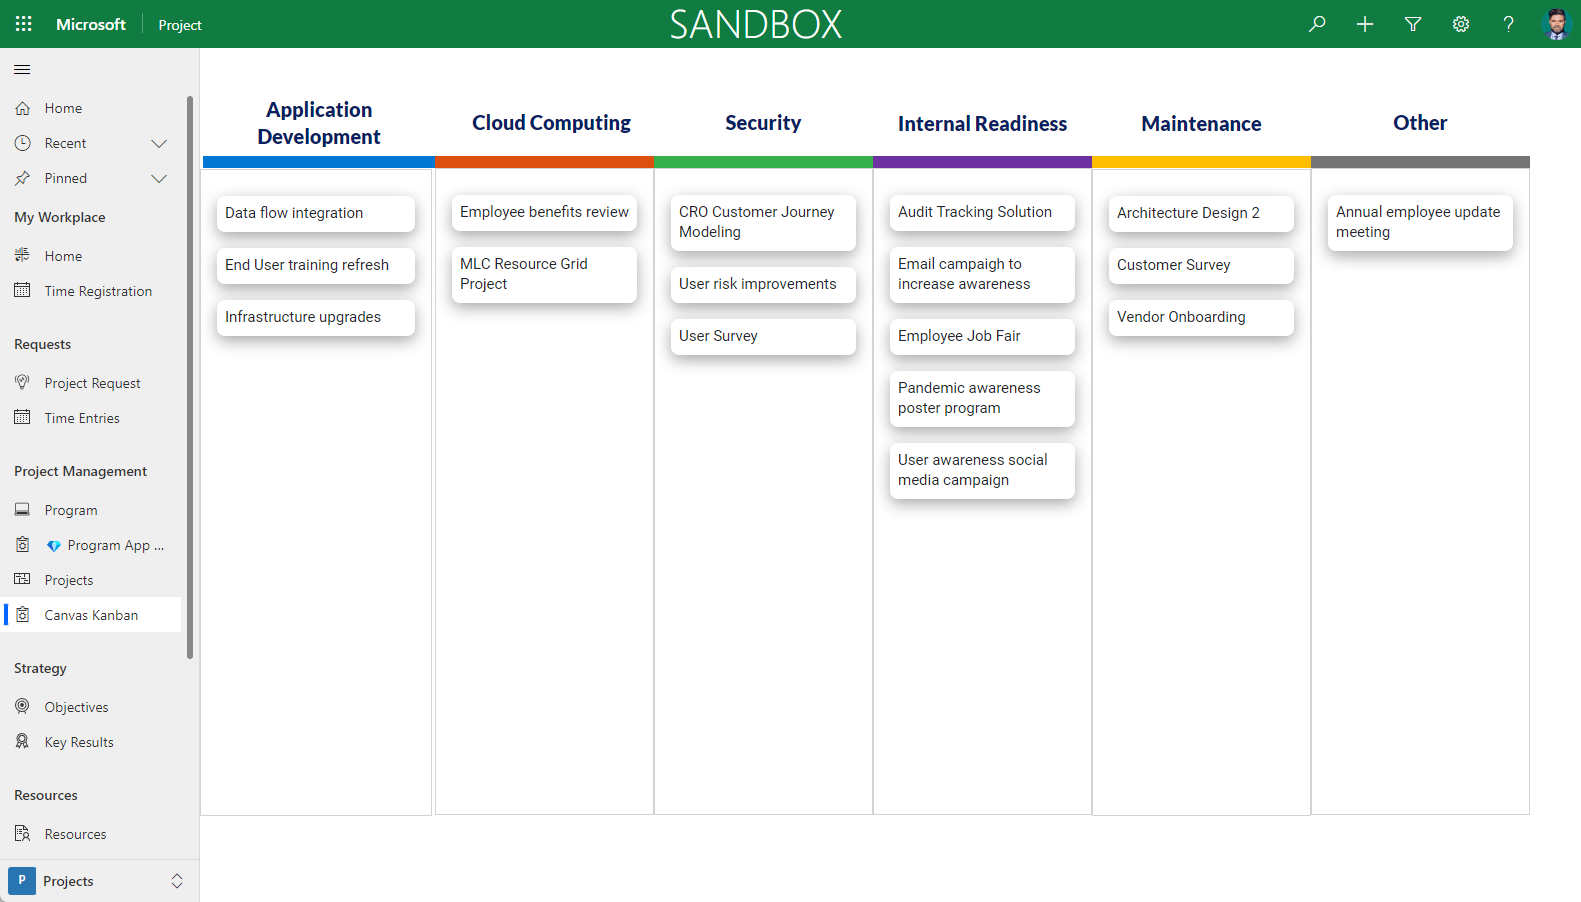 Microsoft
Project
SANDBOX
Home
Recent
Pinned
My Workplace
Home
Time Registration
Requests
Project Request
Time Entries
Project Management
Program
Program App ...
Projects
Canvas Kanban
Strategy
Objectives
Key Results
Resources
Resources
P
Projects
Application
Development
Data flow integration
End User training refresh
Infrastructure upgrades
Cloud Computing
Employee benefits review
MLC Resource Grid
Project
Security
CRO Customer Journey
Modeling
User risk improvements
User Survey
Internal Readiness
Audit Tracking Solution
Email campaigh to
increase awareness
Employee Job Fair
Pandemic awareness
poster program
User awareness social
media campaign
Maintenance
Architecture Design 2
Customer Survey
Vendor Onboarding
Other
Annual employee update
meeting